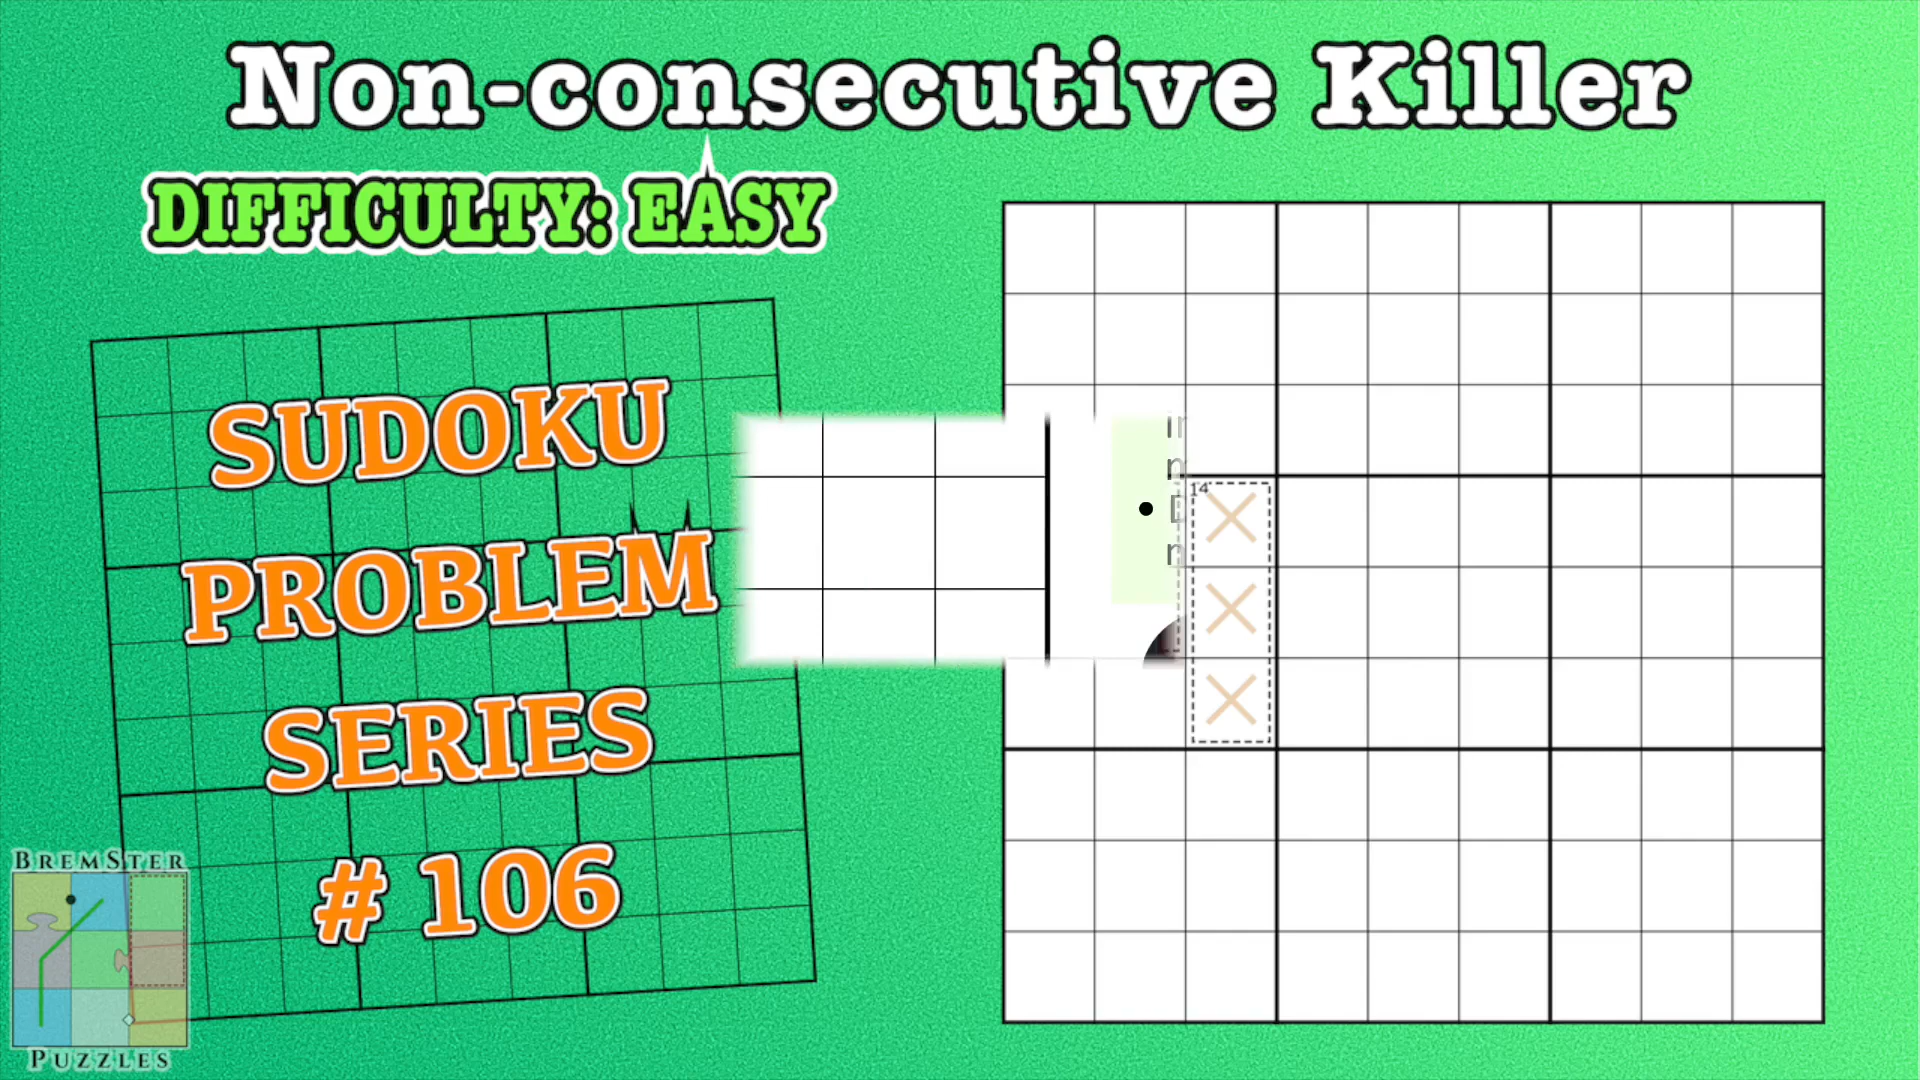 Non-consecutive Killer
DIFFICULTY: EASY
SUDOKU
PROBLEM
SERIES
# 106
14
BREMSTER
PUZZLES